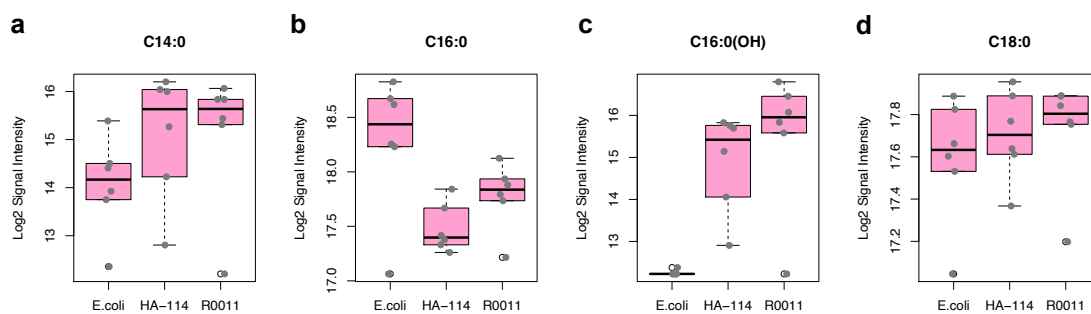 a
C14:0
Log2 Signal Intensity
16
15
14
13
E.coli HA-114 R0011
b
C16:0
Log2 Signal Intensity
18.5
18.0
17.5
17.0
E.coli HA-114 R0011
c
C16:0(OH)
Log2 Signal Intensity
16
15
14
13
E.coli HA-114 R0011
d
C18:0
Log2 Signal Intensity
17.8
17.6
17.4
17.2
E.coli HA-114 R0011